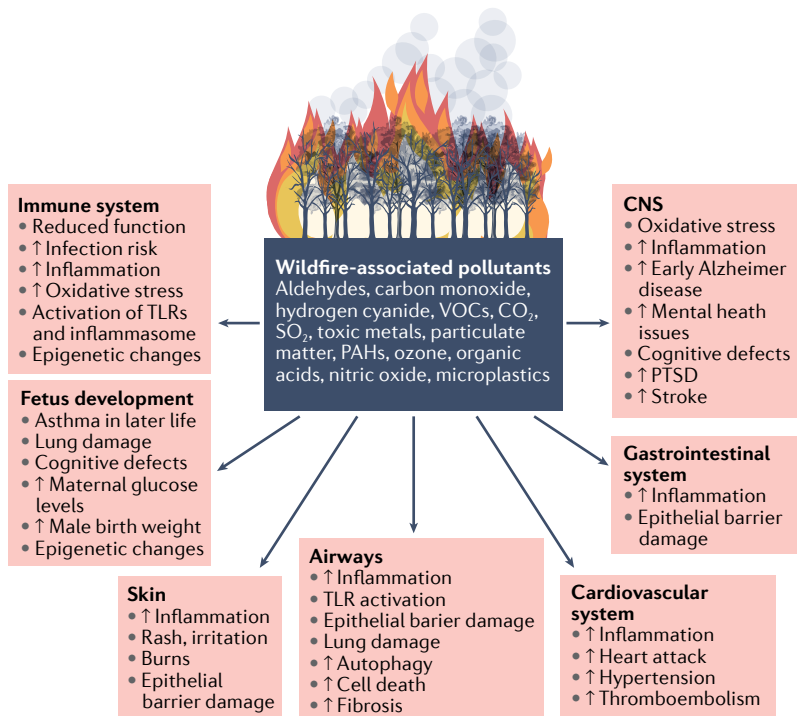 Wildfire-associated pollutants
Aldehydes, carbon monoxide,
hydrogen cyanide, VOCs, CO₂,
SO₂, toxic metals, particulate
matter, PAHs, ozone, organic
acids, nitric oxide, microplastics
Immune system
• Reduced function
• ↑ Infection risk
• ↑ Inflammation
• ↑ Oxidative stress
• Activation of TLRs
and inflammasome
• Epigenetic changes
Fetus development
• Asthma in later life
• Lung damage
• Cognitive defects
• ↑ Maternal glucose
levels
• ↑ Male birth weight
• Epigenetic changes
Skin
• ↑ Inflammation
• Rash, irritation
• Burns
• Epithelial
barrier damage
Airways
• ↑ Inflammation
• TLR activation
• Epithelial barier damage
• Lung damage
• ↑ Autophagy
• ↑ Cell death
• ↑ Fibrosis
Cardiovascular
system
• ↑ Inflammation
• ↑ Heart attack
• ↑ Hypertension
• ↑ Thromboembolism
Gastrointestinal
system
• ↑ Inflammation
• Epithelial barrier
damage
CNS
• Oxidative stress
• ↑ Inflammation
• ↑ Early Alzheimer
disease
• ↑ Mental heath
issues
• Cognitive defects
• ↑ PTSD
• ↑ Stroke